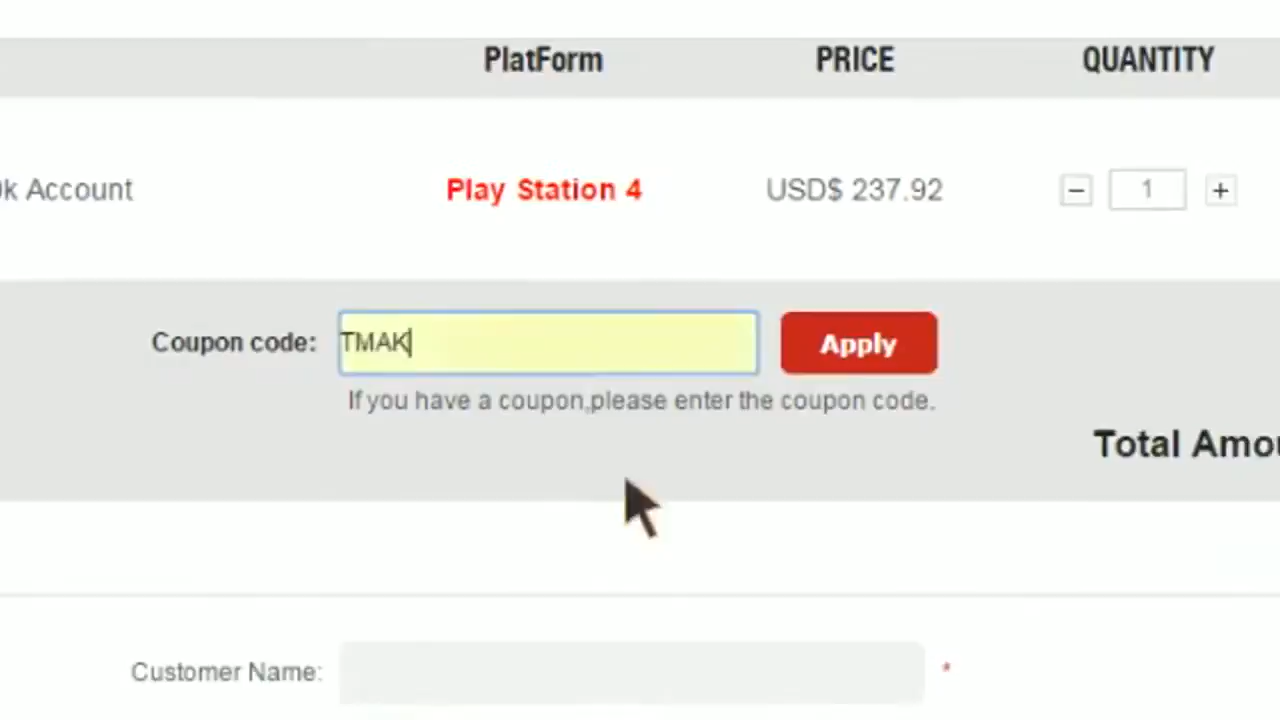 PlatForm PRICE QUANTITY
Account Play Station 4 USD$ 237.92 − 1 +
Coupon code: TMAK Apply
If you have a coupon,please enter the coupon code.
Total
Customer Name: *